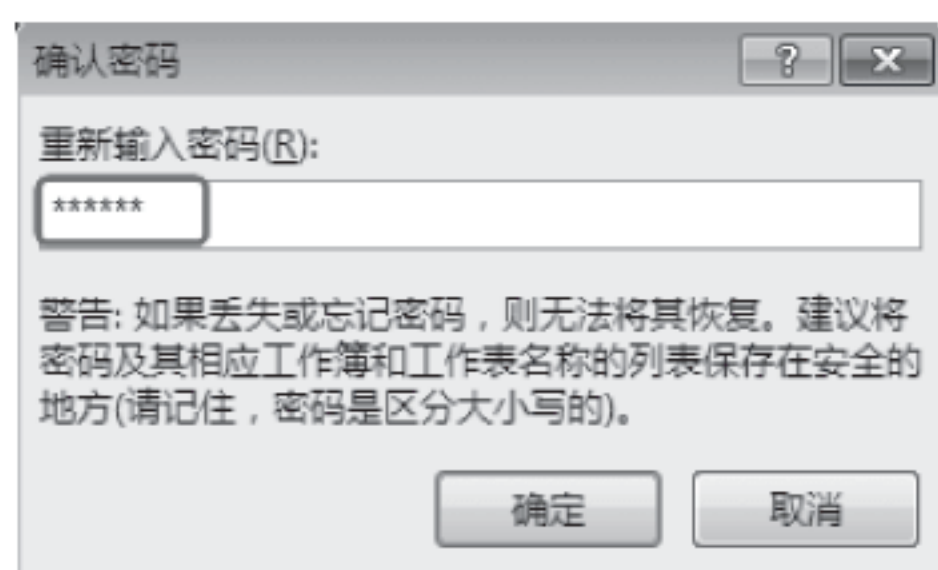 确认密码
重新输入密码(R):
******
警告: 如果丢失或忘记密码，则无法将其恢复。建议将
密码及其相应工作簿和工作表名称的列表保存在安全的
地方(请记住，密码是区分大小写的)。
确定 取消